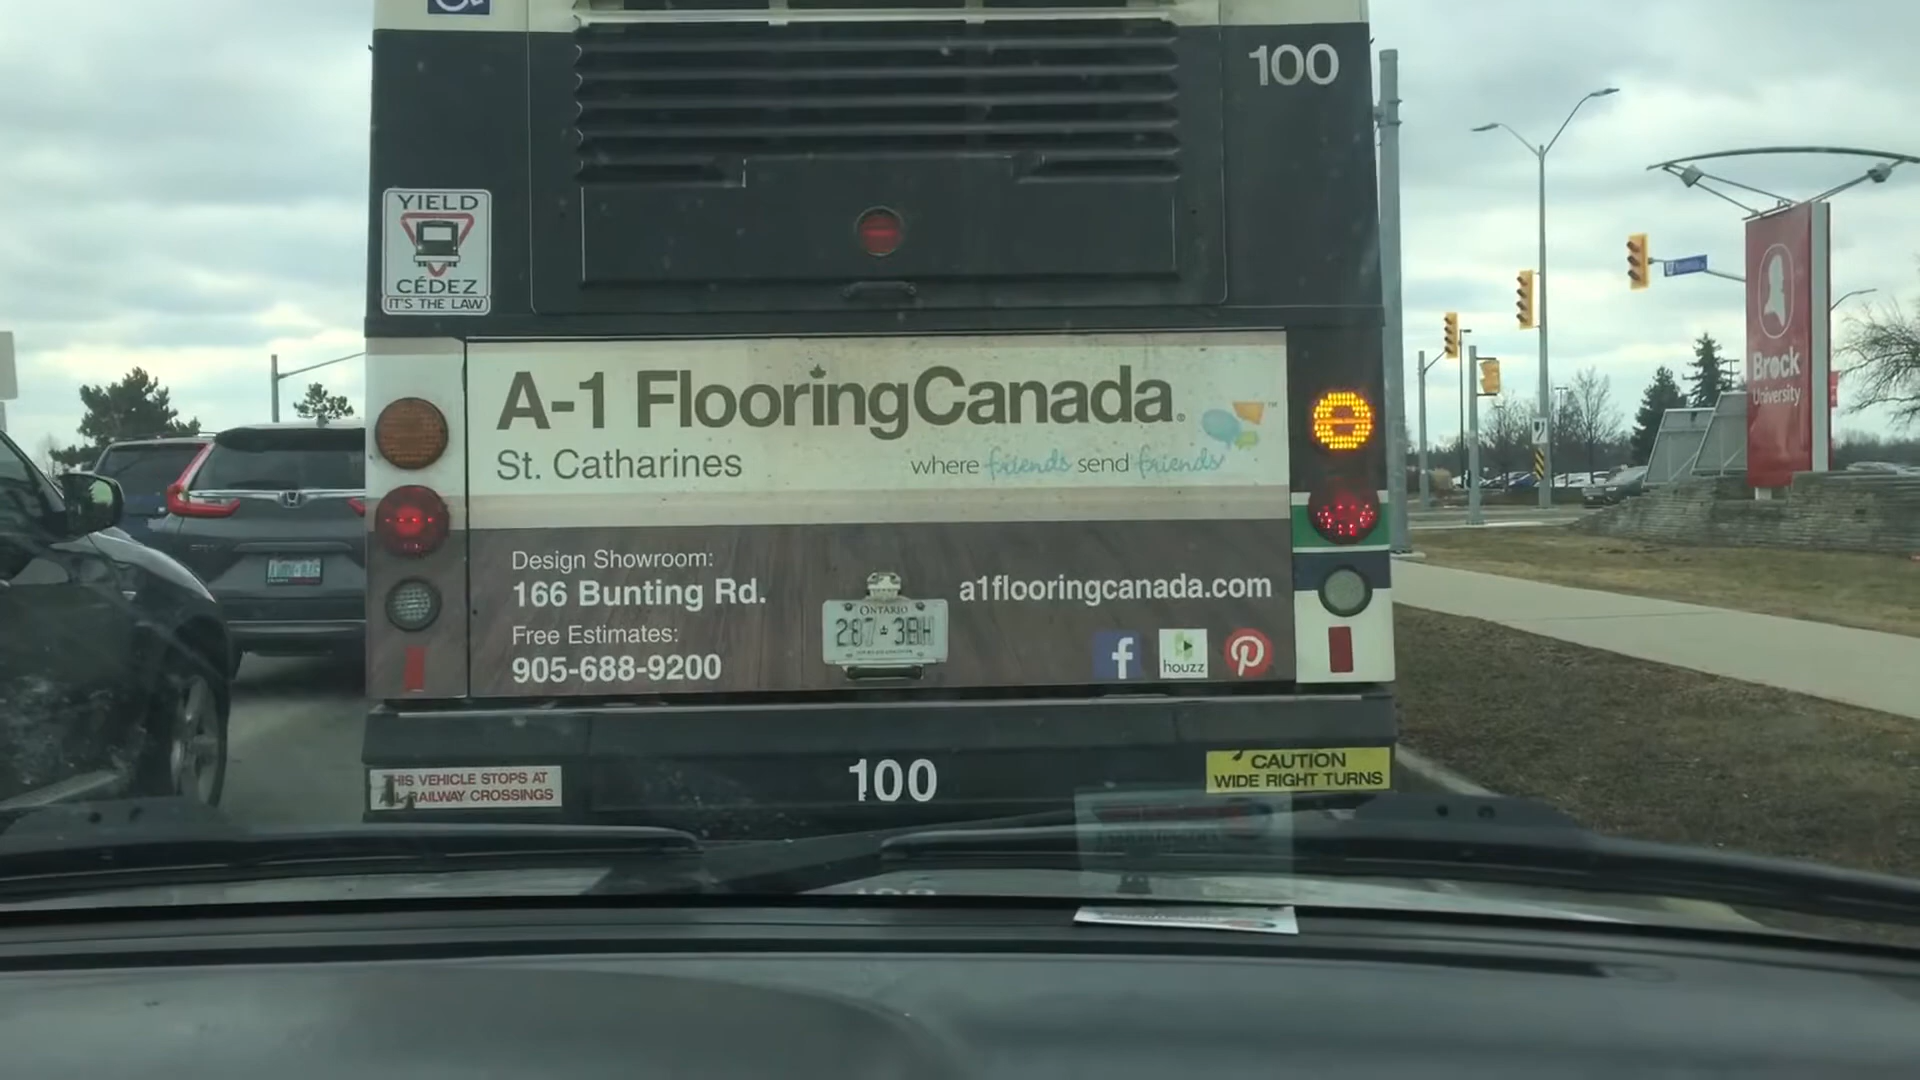 100
YIELD
CÉDEZ
IT'S THE LAW
A-1 FlooringCanada
St. Catharines
where friends send friends
Design Showroom:
166 Bunting Rd.
Free Estimates:
905-688-9200
a1flooringcanada.com
ONTARIO
287 3BH
f
houzz
Brock
University
THIS VEHICLE STOPS AT
ALL RAILWAY CROSSINGS
100
CAUTION
WIDE RIGHT TURNS